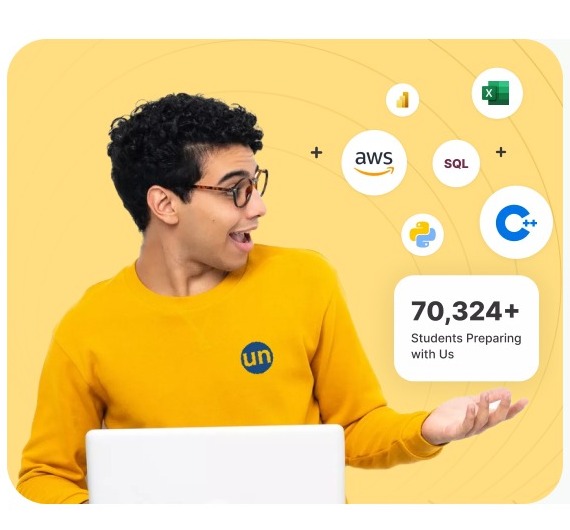 X
aws
SQL
C++
un
70,324+
Students Preparing
with Us